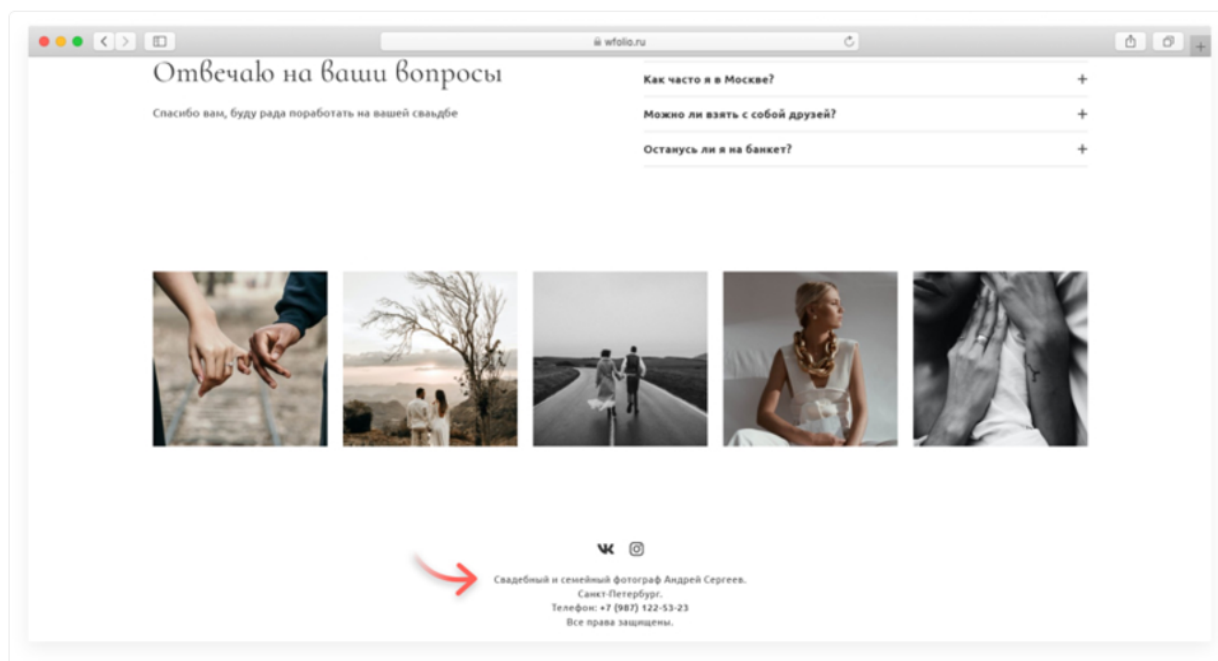 wfolio.ru
Отвечаю на ваши вопросы
Спасибо вам, буду рада поработать на вашей сваьдбе
Как часто я в Москве?
Можно ли взять с собой друзей?
Останусь ли я на банкет?
Свадебный и семейный фотограф Андрей Сергеев.
Санкт-Петербург.
Телефон: +7 (987) 122-53-23
Все права защищены.